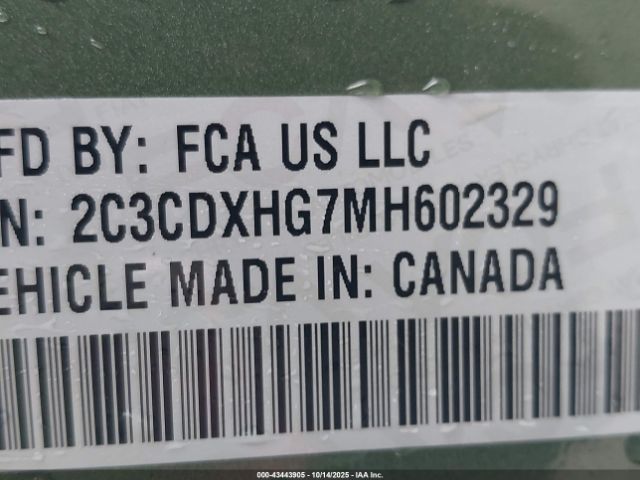 FD BY: FCA US LLC
N: 2C3CDXHG7MH602329
EHICLE MADE IN: CANADA
000-43443905 - 10/14/2025 - IAA Inc.